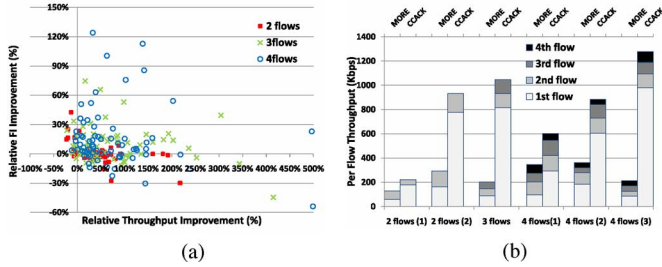 150%
120%
90%
60%
30%
0%
-30%
-60%
-100% -50% 0% 50% 100% 150% 200% 250% 300% 350% 400% 450% 500%
Relative FI Improvement (%)
Relative Throughput Improvement (%)
2 flows
3flows
4flows
(a)
MORE CCACK MORE CCACK MORE CCACK MORE CCACK MORE CCACK MORE CCACK
1400
1200
1000
800
600
400
200
0
Per Flow Throughput (Kbps)
4th flow
3rd flow
2nd flow
1st flow
2 flows (1) 2 flows (2) 3 flows 4 flows(1) 4 flows (2) 4 flows (3)
(b)